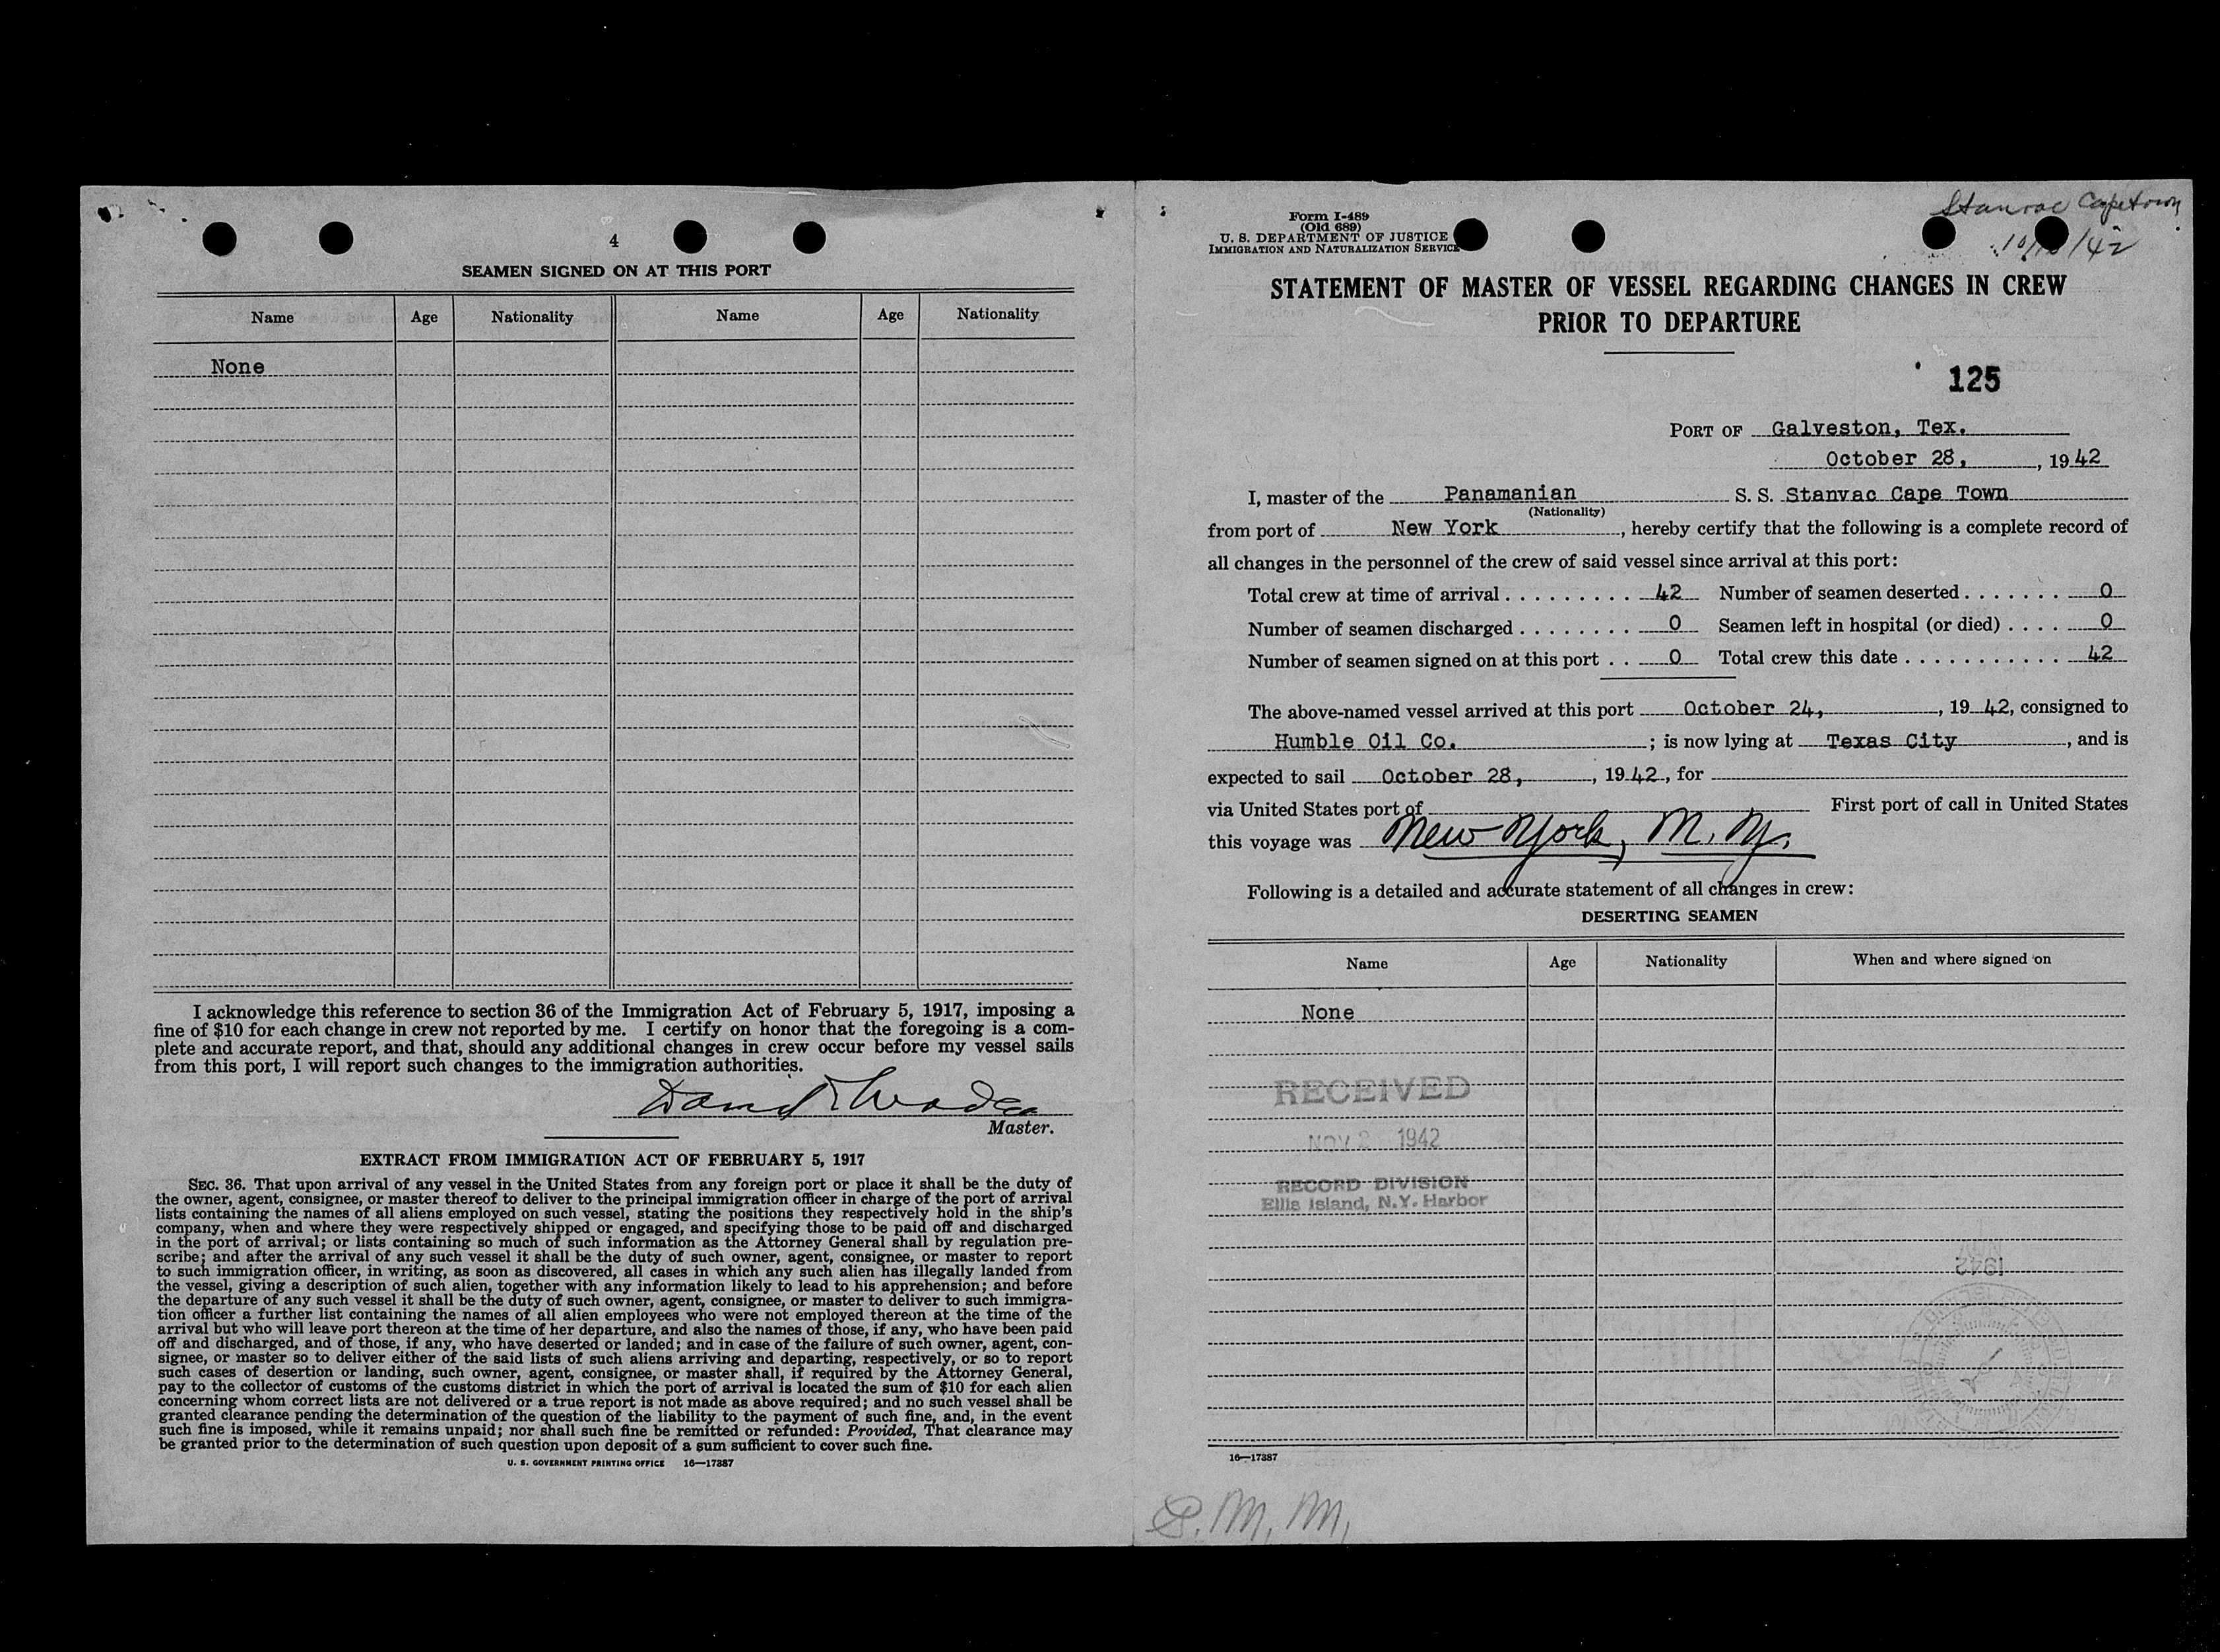 4
SEAMEN SIGNED ON AT THIS PORT
Name Age Nationality Name Age Nationality
None
I acknowledge this reference to section 36 of the Immigration Act of February 5, 1917, imposing a
fine of $10 for each change in crew not reported by me. I certify on honor that the foregoing is a com-
plete and accurate report, and that, should any additional changes in crew occur before my vessel sails
from this port, I will report such changes to the immigration authorities.
Master.
EXTRACT FROM IMMIGRATION ACT OF FEBRUARY 5, 1917
SEC. 36. That upon arrival of any vessel in the United States from any foreign port or place it shall be the duty of
the owner, agent, consignee, or master thereof to deliver to the principal immigration officer in charge of the port of arrival
lists containing the names of all aliens employed on such vessel, stating the positions they respectively hold in the ship's
company, when and where they were respectively shipped or engaged, and specifying those to be paid off and discharged
in the port of arrival; or lists containing so much of such information as the Attorney General shall by regulation pre-
scribe; and after the arrival of any such vessel it shall be the duty of such owner, agent, consignee, or master to report
to such immigration officer, in writing, as soon as discovered, all cases in which any such alien has illegally landed from
the vessel, giving a description of such alien, together with any information likely to lead to his apprehension; and before
the departure of any such vessel it shall be the duty of such owner, agent, consignee, or master to deliver to such immigra-
tion officer a further list containing the names of all alien employees who were not employed thereon at the time of the
arrival but who will leave port thereon at the time of her departure, and also the names of those, if any, who have been paid
off and discharged, and of those, if any, who have deserted or landed; and in case of the failure of such owner, agent, con-
signee, or master so to deliver either of the said lists of such aliens arriving and departing, respectively, or so to report
such cases of desertion or landing, such owner, agent, consignee, or master shall, if required by the Attorney General,
pay to the collector of customs of the customs district in which the port of arrival is located the sum of $10 for each alien
concerning whom correct lists are not delivered or a true report is not made as above required; and no such vessel shall be
granted clearance pending the determination of the question of the liability to the payment of such fine, and, in the event
such fine is imposed, while it remains unpaid; nor shall such fine be remitted or refunded: Provided, That clearance may
be granted prior to the determination of such question upon deposit of a sum sufficient to cover such fine.
U. S. GOVERNMENT PRINTING OFFICE 16—17387
Stanvac Capetown
Form I-489
(Old 689)
U. S. DEPARTMENT OF JUSTICE
IMMIGRATION AND NATURALIZATION SERVICE
STATEMENT OF MASTER OF VESSEL REGARDING CHANGES IN CREW
PRIOR TO DEPARTURE
125
PORT OF Galveston, Tex.
October 28, , 19 42
I, master of the Panamanian S. S. Stanvac Cape Town
(Nationality)
from port of New York , hereby certify that the following is a complete record of
all changes in the personnel of the crew of said vessel since arrival at this port:
Total crew at time of arrival . . . . . . . . . . 42 Number of seamen deserted . . . . . . . 0
Number of seamen discharged . . . . . . . . 0 Seamen left in hospital (or died) . . . . 0
Number of seamen signed on at this port . . 0 Total crew this date . . . . . . . . . . . . 42
The above-named vessel arrived at this port October 24, , 19 42, consigned to
Humble Oil Co. ; is now lying at Texas City , and is
expected to sail October 28, , 19 42 , for
via United States port of First port of call in United States
this voyage was New York, N. Y.
Following is a detailed and accurate statement of all changes in crew:
DESERTING SEAMEN
Name Age Nationality When and where signed on
None
RECEIVED
NOV 2 1942
RECORD DIVISION
Ellis Island, N.Y. Harbor
1942
16—17387
P. M. M.